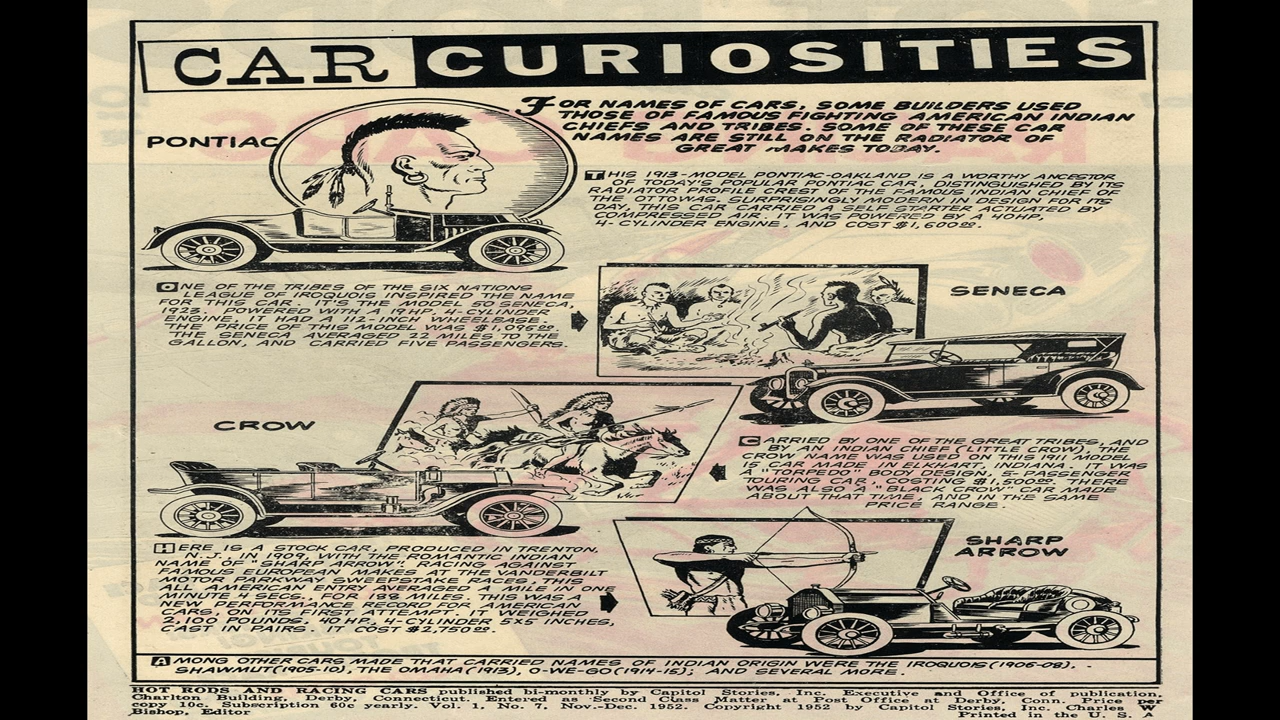 CAR CURIOSITIES
PONTIAC
FOR NAMES OF CARS, SOME BUILDERS USED
THOSE OF FAMOUS FIGHTING AMERICAN INDIAN
CHIEFS AND TRIBES. SOME OF THESE CAR
NAMES ARE STILL ON THE RADIATOR OF
GREAT MAKES TODAY.
THIS 1913-MODEL PONTIAC-OAKLAND IS A WORTHY ANCESTOR
OF TODAY'S POPULAR PONTIAC CAR, DISTINGUISHED BY ITS
RADIATOR PROFILE CREST OF THE FAMOUS INDIAN CHIEF OF
THE OTTOWAS. SURPRISINGLY MODERN IN DESIGN FOR ITS
DAY, THIS CAR CARRIED A SELF STARTER ACTUATED BY
COMPRESSED AIR. IT WAS POWERED BY A 40 HP,
4-CYLINDER ENGINE, AND COST $1,600⁰⁰.
ONE OF THE TRIBES OF THE SIX NATIONS
LEAGUE OF IROQUOIS INSPIRED THE NAME
FOR THIS CAR. IT'S THE MODEL 50 SENECA,
1923. POWERED WITH A 19 HP, 4-CYLINDER
ENGINE, IT HAD A 112-INCH WHEELBASE.
THE PRICE OF THIS MODEL WAS $1,095⁰⁰.
THE SENECA AVERAGED 22 MILES TO THE
GALLON, AND CARRIED FIVE PASSENGERS.
SENECA
CROW
CARRIED BY ONE OF THE GREAT TRIBES, AND
BY AN INDIAN CHIEF (LITTLE CROW), THE
CROW NAME WAS USED ON THIS 1911 MODEL
IS CAR MADE IN ELKHART, INDIANA. IT WAS
A "TORPEDO" BODY DESIGN, 5-PASSENGER
TOURING CAR, COSTING $1,500⁰⁰. THERE
WAS ALSO A "BLACK CROW" CAR MADE
ABOUT THAT TIME, AND IN THE SAME
PRICE RANGE.
HERE IS A STOCK CAR, PRODUCED IN TRENTON,
N.J., IN 1909, WITH THE ROMANTIC INDIAN
NAME OF "SHARP ARROW". RACING AGAINST
FAMOUS EUROPEAN MAKES AT THE VANDERBILT
MOTOR PARKWAY SWEEPSTAKE RACES, THIS
ALL-AMERICAN ENTRY AVERAGED A MILE IN ONE
MINUTE 4 SECS. FOR 189 MILES. THIS WAS A
NEW PERFORMANCE RECORD FOR AMERICAN
CARS, ON ITS FIRST ATTEMPT. IT WEIGHED
2,100 POUNDS, 40 HP, 4-CYLINDER 5X5 INCHES,
CAST IN PAIRS. IT COST $2,750⁰⁰.
SHARP
ARROW
AMONG OTHER CARS MADE THAT CARRIED NAMES OF INDIAN ORIGIN WERE THE IROQUOIS (1906-08),
SHAWMUT (1905-10), THE OMAHA (1913), O-WE-GO (1914-15); AND SEVERAL MORE.
HOT RODS AND RACING CARS published bi-monthly by Capitol Stories, Inc. Executive and Office of publication,
Charlton Building, Derby, Connecticut. Entered as Second Class Matter at Post Office at Derby, Conn. Price per
copy 10c. Subscription 60c yearly. Vol. 1, No. 7, Nov.-Dec. 1952. Copyright 1952 by Capitol Stories, Inc. Charles W
Bishop, Editor Printed in the U. S. A